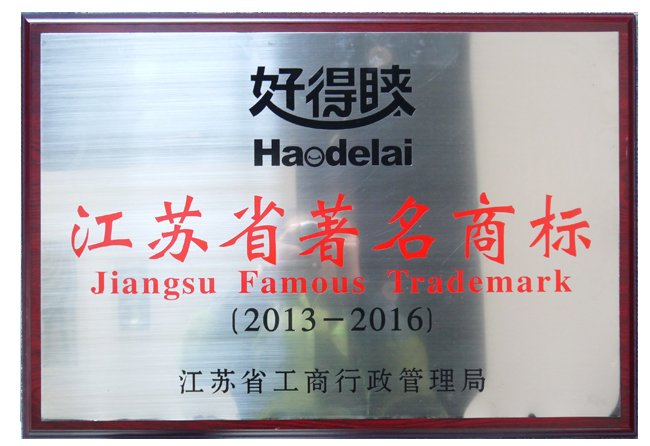 好得睐
Haodelai
江苏省著名商标
Jiangsu Famous Trademark
(2013-2016)
江苏省工商行政管理局